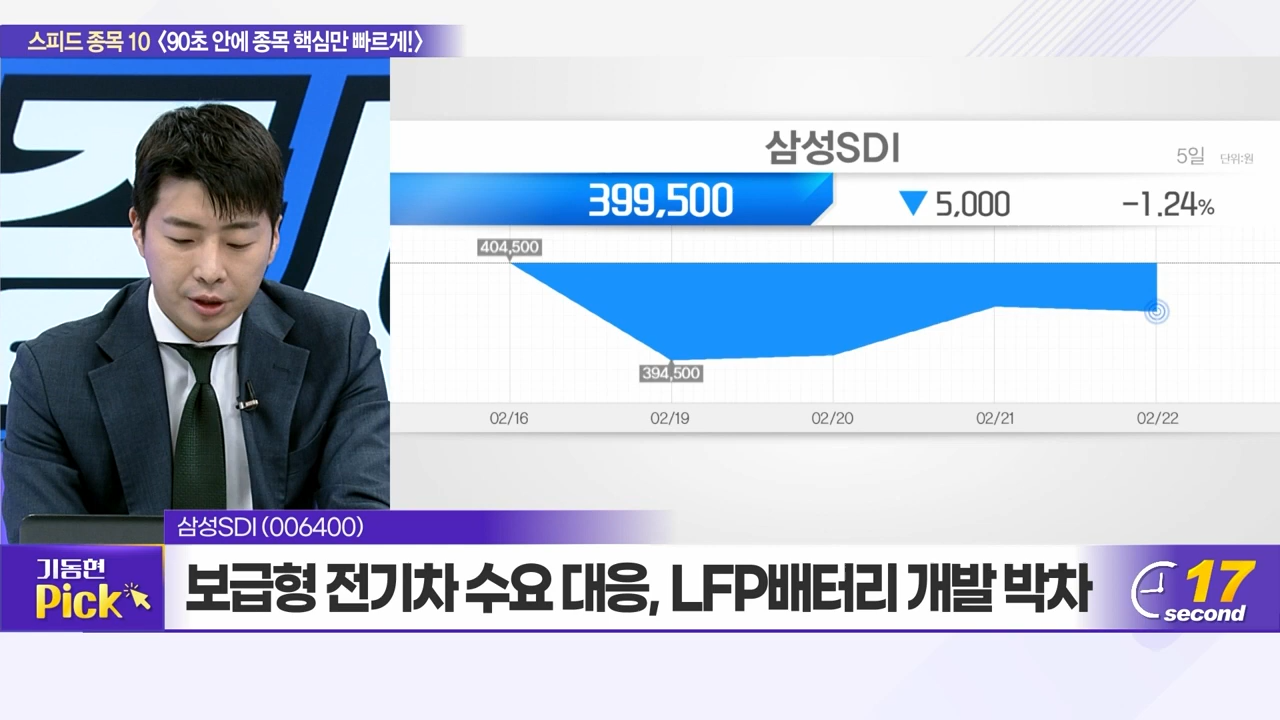 스피드 종목 10 〈90초 안에 종목 핵심만 빠르게!〉
삼성SDI
5일 단위:원
399,500 ▼ 5,000 -1.24%
404,500
394,500
02/16 02/19 02/20 02/21 02/22
삼성SDI (006400)
기동현
Pick
보급형 전기차 수요 대응, LFP배터리 개발 박차
17
second